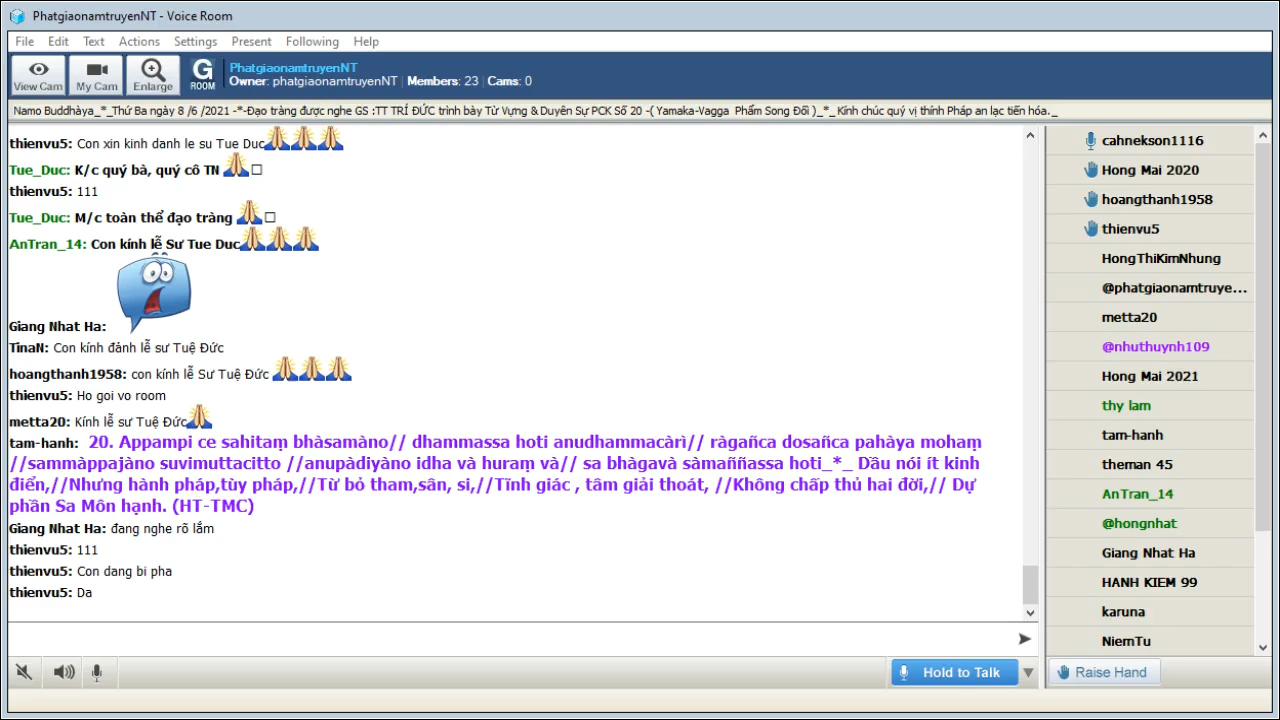 PhatgiaonamtruyenNT - Voice Room
File Edit Text Actions Settings Present Following Help
View Cam My Cam Enlarge G ROOM
PhatgiaonamtruyenNT
Owner: phatgiaonamtruyenNT Members: 23 Cams: 0
Namo Buddhàya_*_Thứ Ba ngày 8 /6 /2021 -*-Đạo tràng được nghe GS :TT TRÍ ĐỨC trình bày Từ Vựng & Duyên Sự PCK Số 20 -( Yamaka-Vagga Phẩm Song Đối )_*_ Kính chúc quý vị thính Pháp an lạc tiến hóa._
thienvu5: Con xin kinh danh le su Tue Duc
Tue_Duc: K/c quý bà, quý cô TN
thienvu5: 111
Tue_Duc: M/c toàn thể đạo tràng
AnTran_14: Con kính lễ Sư Tue Duc
Giang Nhat Ha:
TinaN: Con kính đảnh lễ sư Tuệ Đức
hoangthanh1958: con kính lễ Sư Tuệ Đức
thienvu5: Ho goi vo room
metta20: Kính lễ sư Tuệ Đức
tam-hanh: 20. Appampi ce sahitaṃ bhàsamàno// dhammassa hoti anudhammacàrì// ràgañca dosañca pahàya mohaṃ
//sammàppajàno suvimuttacitto //anupàdiyàno idha và huraṃ và// sa bhàgavà sàmaññassa hoti_*_ Dầu nói ít kinh
điển,//Nhưng hành pháp,tùy pháp,//Từ bỏ tham,sân, si,//Tĩnh giác , tâm giải thoát, //Không chấp thủ hai đời,// Dự
phần Sa Môn hạnh. (HT-TMC)
Giang Nhat Ha: đang nghe rõ lắm
thienvu5: 111
thienvu5: Con dang bi pha
thienvu5: Da
Hold to Talk
cahnekson1116
Hong Mai 2020
hoangthanh1958
thienvu5
HongThiKimNhung
@phatgiaonamtruye...
metta20
@nhuthuynh109
Hong Mai 2021
thy lam
tam-hanh
theman 45
AnTran_14
@hongnhat
Giang Nhat Ha
HANH KIEM 99
karuna
NiemTu
Raise Hand